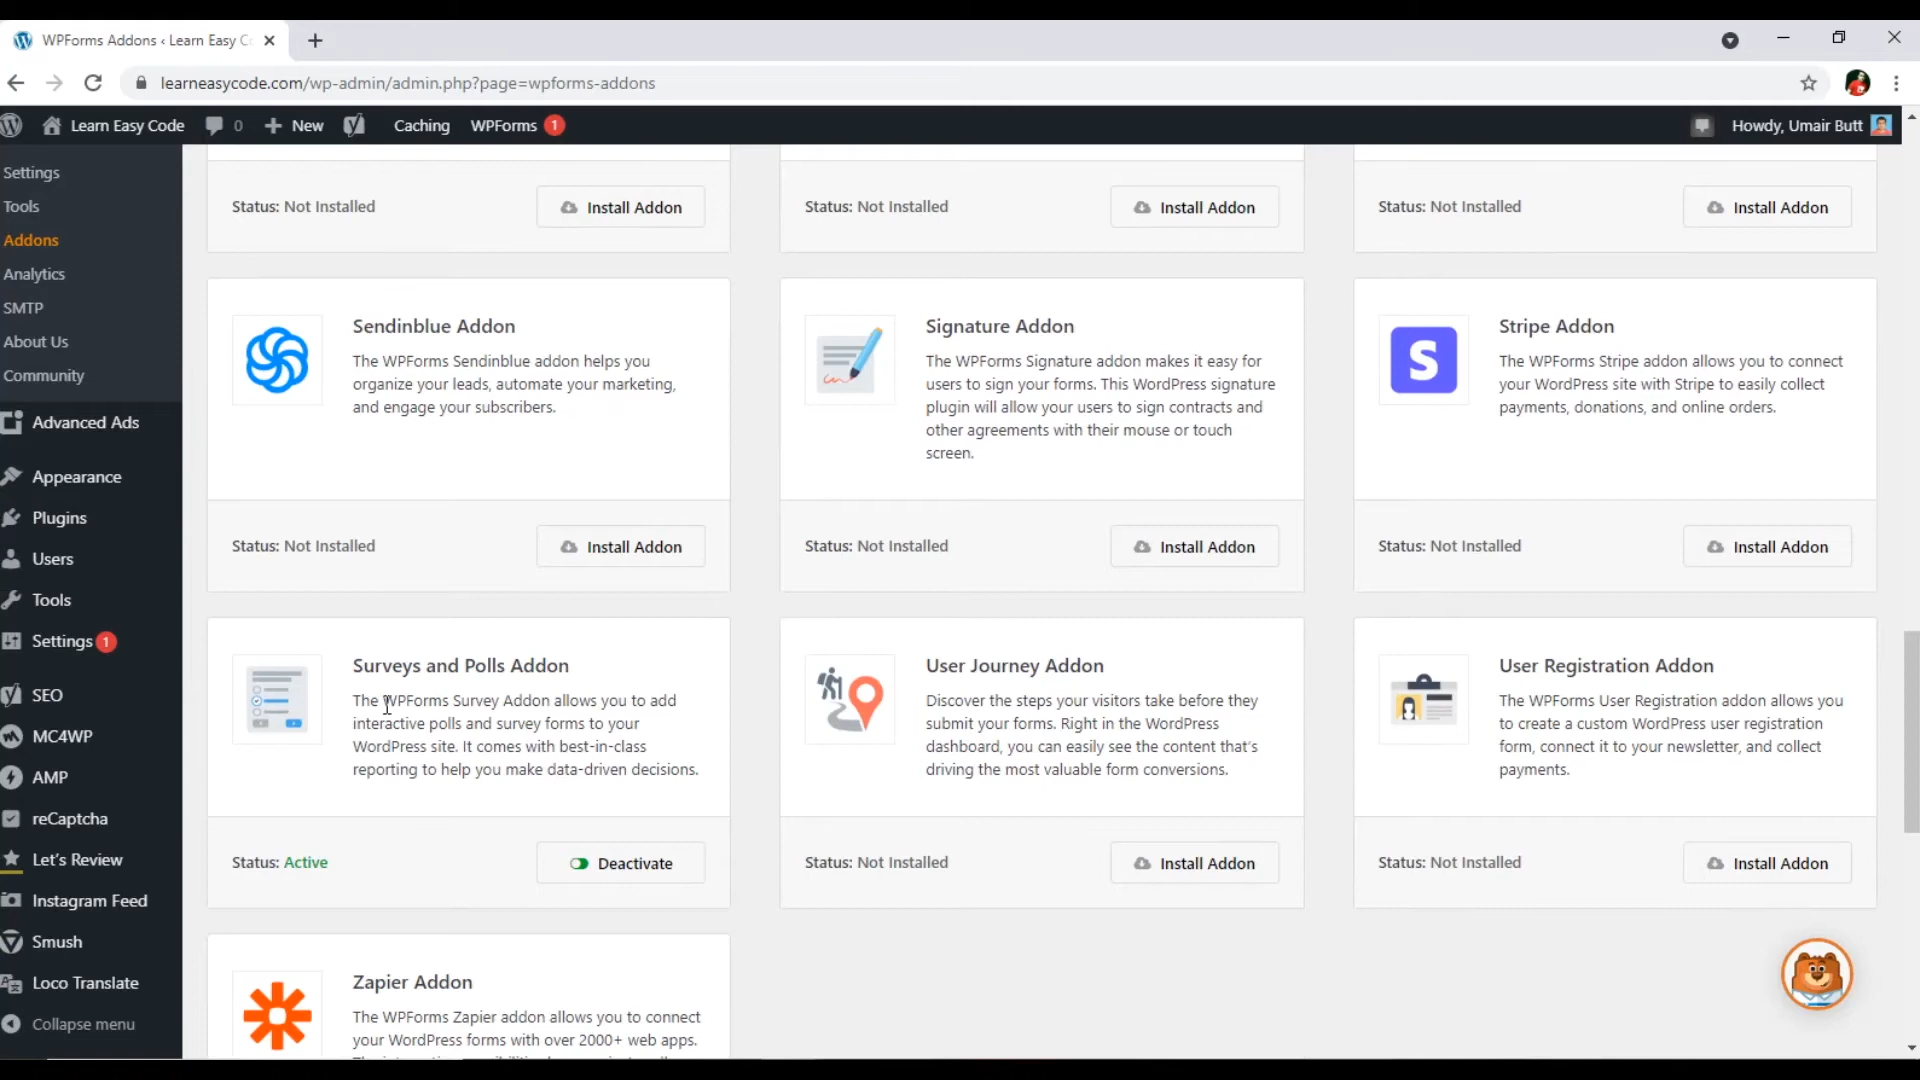 WPForms Addons ‹ Learn Easy C
learneasycode.com/wp-admin/admin.php?page=wpforms-addons
Learn Easy Code
0
New
Caching
WPForms 1
Howdy, Umair Butt
Settings
Tools
Addons
Analytics
SMTP
About Us
Community
Advanced Ads
Appearance
Plugins
Users
Tools
Settings 1
SEO
MC4WP
AMP
reCaptcha
Let's Review
Instagram Feed
Smush
Loco Translate
Collapse menu
Status: Not Installed
Install Addon
Status: Not Installed
Install Addon
Status: Not Installed
Install Addon
Sendinblue Addon
The WPForms Sendinblue addon helps you
organize your leads, automate your marketing,
and engage your subscribers.
Status: Not Installed
Install Addon
Signature Addon
The WPForms Signature addon makes it easy for
users to sign your forms. This WordPress signature
plugin will allow your users to sign contracts and
other agreements with their mouse or touch
screen.
Status: Not Installed
Install Addon
Stripe Addon
The WPForms Stripe addon allows you to connect
your WordPress site with Stripe to easily collect
payments, donations, and online orders.
Status: Not Installed
Install Addon
Surveys and Polls Addon
The WPForms Survey Addon allows you to add
interactive polls and survey forms to your
WordPress site. It comes with best-in-class
reporting to help you make data-driven decisions.
Status: Active
Deactivate
User Journey Addon
Discover the steps your visitors take before they
submit your forms. Right in the WordPress
dashboard, you can easily see the content that's
driving the most valuable form conversions.
Status: Not Installed
Install Addon
User Registration Addon
The WPForms User Registration addon allows you
to create a custom WordPress user registration
form, connect it to your newsletter, and collect
payments.
Status: Not Installed
Install Addon
Zapier Addon
The WPForms Zapier addon allows you to connect
your WordPress forms with over 2000+ web apps.